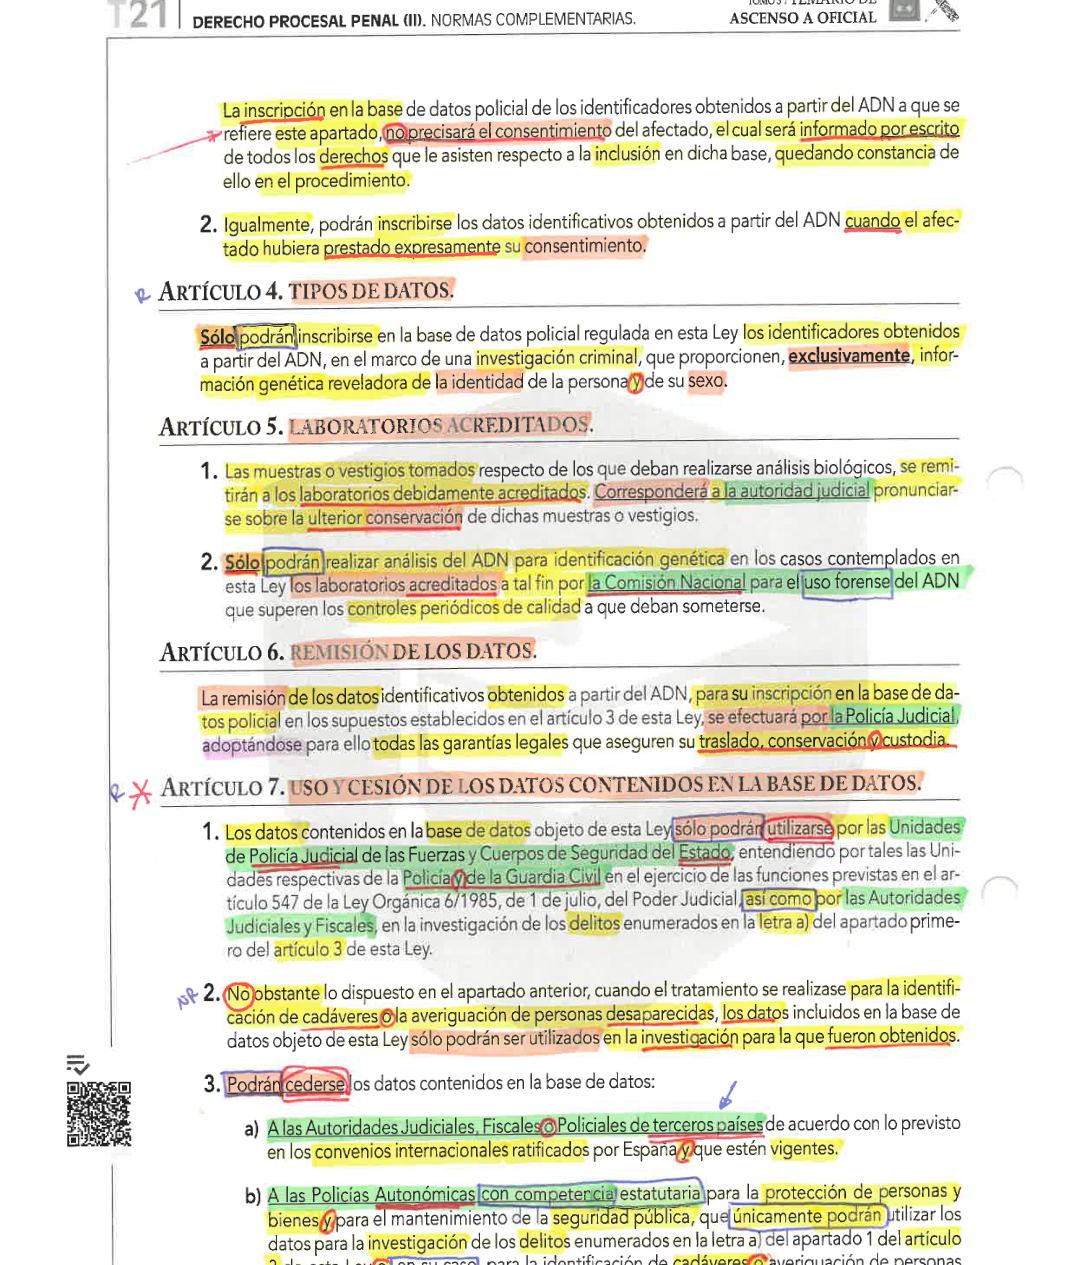 T21 DERECHO PROCESAL PENAL (II). NORMAS COMPLEMENTARIAS.
TEMARIO DE
ASCENSO A OFICIAL
La inscripción en la base de datos policial de los identificadores obtenidos a partir del ADN a que se
refiere este apartado, no precisará el consentimiento del afectado, el cual será informado por escrito
de todos los derechos que le asisten respecto a la inclusión en dicha base, quedando constancia de
ello en el procedimiento.
2. Igualmente, podrán inscribirse los datos identificativos obtenidos a partir del ADN cuando el afec-
tado hubiera prestado expresamente su consentimiento.
R ARTÍCULO 4. TIPOS DE DATOS.
Sólo podrán inscribirse en la base de datos policial regulada en esta Ley los identificadores obtenidos
a partir del ADN, en el marco de una investigación criminal, que proporcionen, exclusivamente, infor-
mación genética reveladora de la identidad de la persona y de su sexo.
ARTÍCULO 5. LABORATORIOS ACREDITADOS.
1. Las muestras o vestigios tomados respecto de los que deban realizarse análisis biológicos, se remi-
tirán a los laboratorios debidamente acreditados. Corresponderá a la autoridad judicial pronunciar-
se sobre la ulterior conservación de dichas muestras o vestigios.
2. Sólo podrán realizar análisis del ADN para identificación genética en los casos contemplados en
esta Ley los laboratorios acreditados a tal fin por la Comisión Nacional para el uso forense del ADN
que superen los controles periódicos de calidad a que deban someterse.
ARTÍCULO 6. REMISIÓN DE LOS DATOS.
La remisión de los datos identificativos obtenidos a partir del ADN, para su inscripción en la base de da-
tos policial en los supuestos establecidos en el artículo 3 de esta Ley, se efectuará por la Policía Judicial,
adoptándose para ello todas las garantías legales que aseguren su traslado, conservación y custodia.
R ARTÍCULO 7. USO Y CESIÓN DE LOS DATOS CONTENIDOS EN LA BASE DE DATOS.
1. Los datos contenidos en la base de datos objeto de esta Ley sólo podrán utilizarse por las Unidades
de Policía Judicial de las Fuerzas y Cuerpos de Seguridad del Estado, entendiendo por tales las Uni-
dades respectivas de la Policía y de la Guardia Civil en el ejercicio de las funciones previstas en el ar-
tículo 547 de la Ley Orgánica 6/1985, de 1 de julio, del Poder Judicial, así como por las Autoridades
Judiciales y Fiscales, en la investigación de los delitos enumerados en la letra a) del apartado prime-
ro del artículo 3 de esta Ley.
NR 2. No obstante lo dispuesto en el apartado anterior, cuando el tratamiento se realizase para la identifi-
cación de cadáveres o la averiguación de personas desaparecidas, los datos incluidos en la base de
datos objeto de esta Ley sólo podrán ser utilizados en la investigación para la que fueron obtenidos.
3. Podrán cederse los datos contenidos en la base de datos:
a) A las Autoridades Judiciales, Fiscales o Policiales de terceros países de acuerdo con lo previsto
en los convenios internacionales ratificados por España y que estén vigentes.
b) A las Policías Autonómicas con competencia estatutaria para la protección de personas y
bienes y para el mantenimiento de la seguridad pública, que únicamente podrán utilizar los
datos para la investigación de los delitos enumerados en la letra a) del apartado 1 del artículo
3 de esta Ley o, en su caso, para la identificación de cadáveres o averiguación de personas